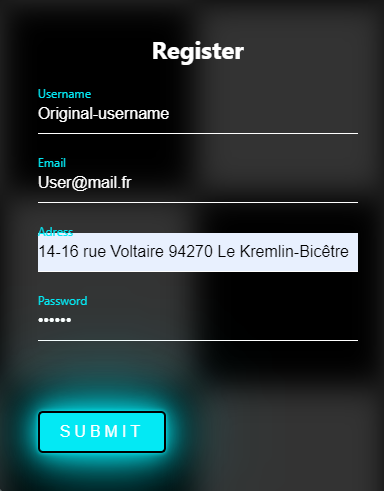 Register
Username
Original-username
Email
User@mail.fr
Adress
14-16 rue Voltaire 94270 Le Kremlin-Bicêtre
Password
••••••
SUBMIT